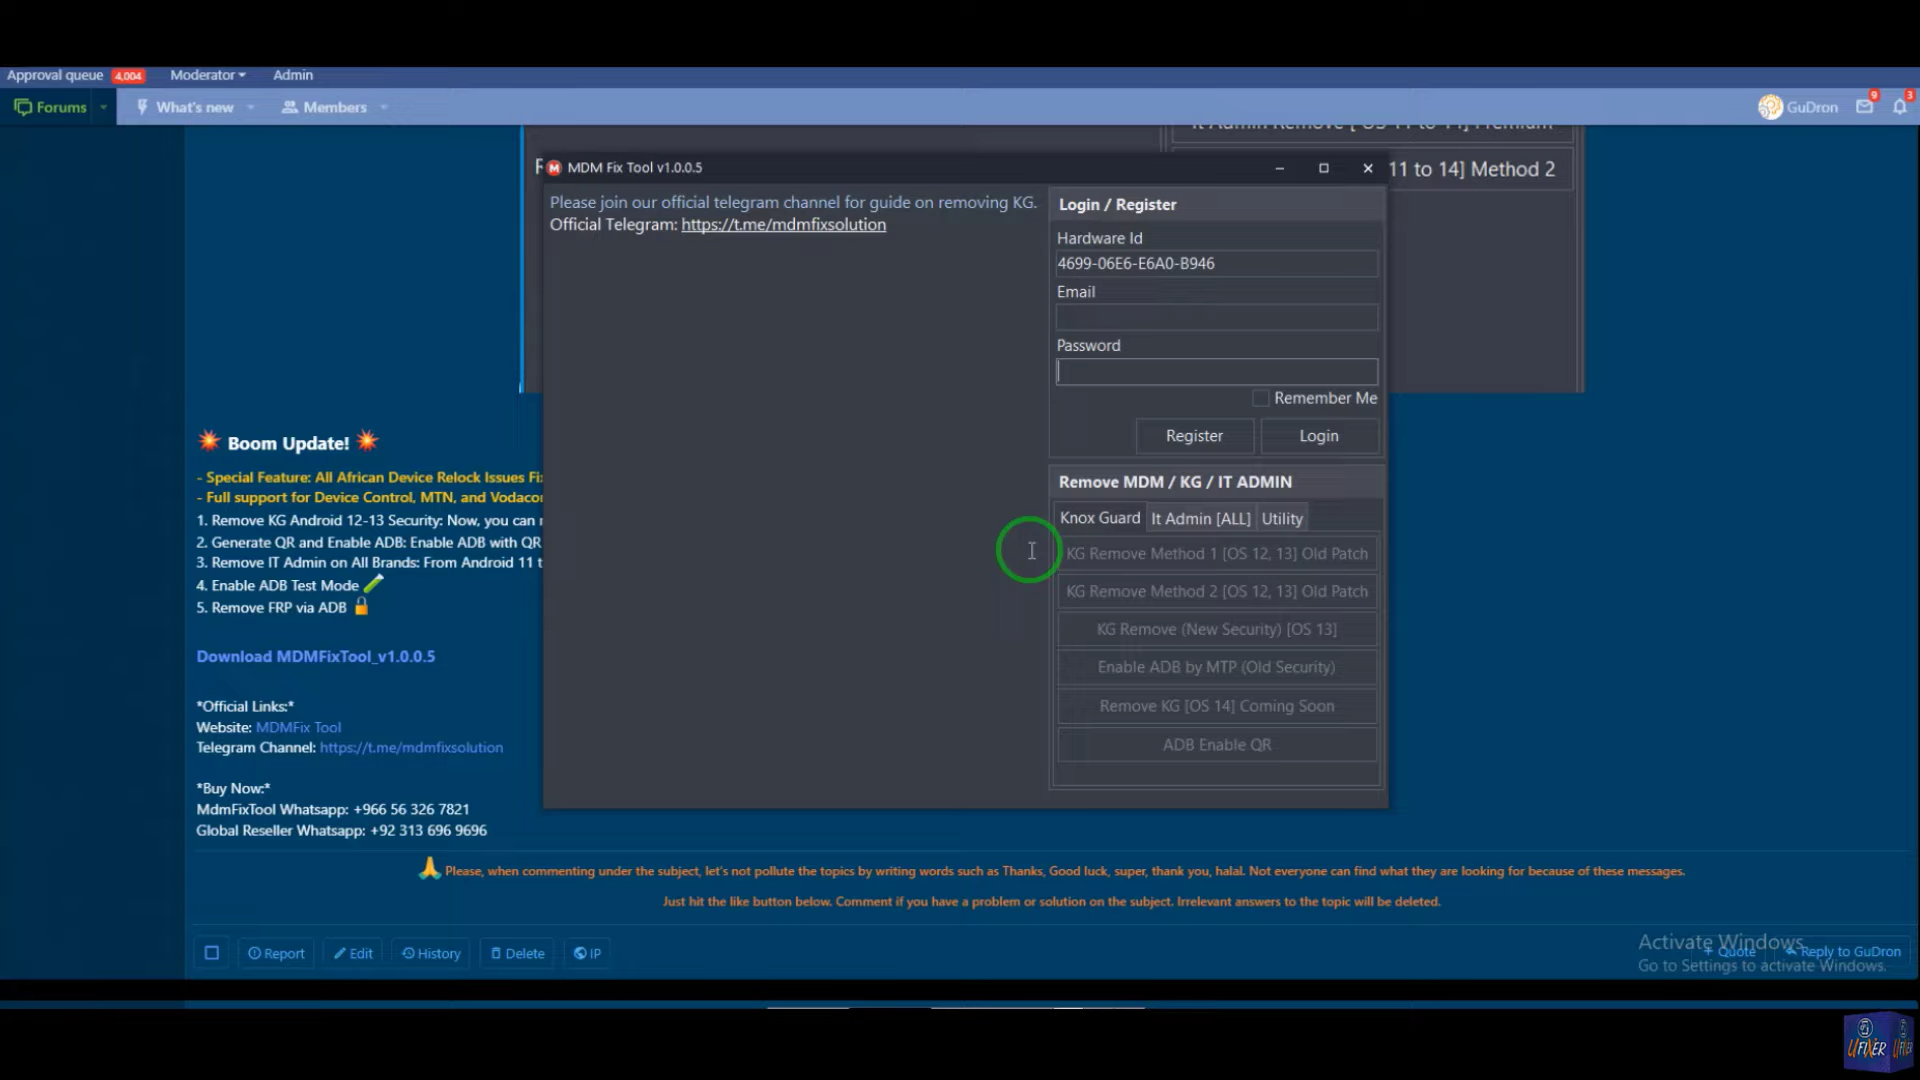 Approval queue 4,004 Moderator Admin
Forums What's new Members GuDron 9 3
It Admin Remove [ OS 11 to 14] Premium
11 to 14] Method 2
MDM Fix Tool v1.0.0.5
Please join our official telegram channel for guide on removing KG.
Official Telegram: https://t.me/mdmfixsolution
Login / Register
Hardware Id
4699-06E6-E6A0-B946
Email
Password
Remember Me
Register Login
Remove MDM / KG / IT ADMIN
Knox Guard It Admin [ALL] Utility
KG Remove Method 1 [OS 12, 13] Old Patch
KG Remove Method 2 [OS 12, 13] Old Patch
KG Remove (New Security) [OS 13]
Enable ADB by MTP (Old Security)
Remove KG [OS 14] Coming Soon
ADB Enable QR
Boom Update!
- Special Feature: All African Device Relock Issues Fi
- Full support for Device Control, MTN, and Vodacor
1. Remove KG Android 12-13 Security: Now, you can r
2. Generate QR and Enable ADB: Enable ADB with QR
3. Remove IT Admin on All Brands: From Android 11 t
4. Enable ADB Test Mode
5. Remove FRP via ADB
Download MDMFixTool_v1.0.0.5
*Official Links:*
Website: MDMFix Tool
Telegram Channel: https://t.me/mdmfixsolution
*Buy Now:*
MdmFixTool Whatsapp: +966 56 326 7821
Global Reseller Whatsapp: +92 313 696 9696
Please, when commenting under the subject, let's not pollute the topics by writing words such as Thanks, Good luck, super, thank you, halal. Not everyone can find what they are looking for because of these messages.
Just hit the like button below. Comment if you have a problem or solution on the subject. Irrelevant answers to the topic will be deleted.
Report Edit History Delete IP
+ Quote Reply to GuDron
Activate Windows
Go to Settings to activate Windows.
UFIXER